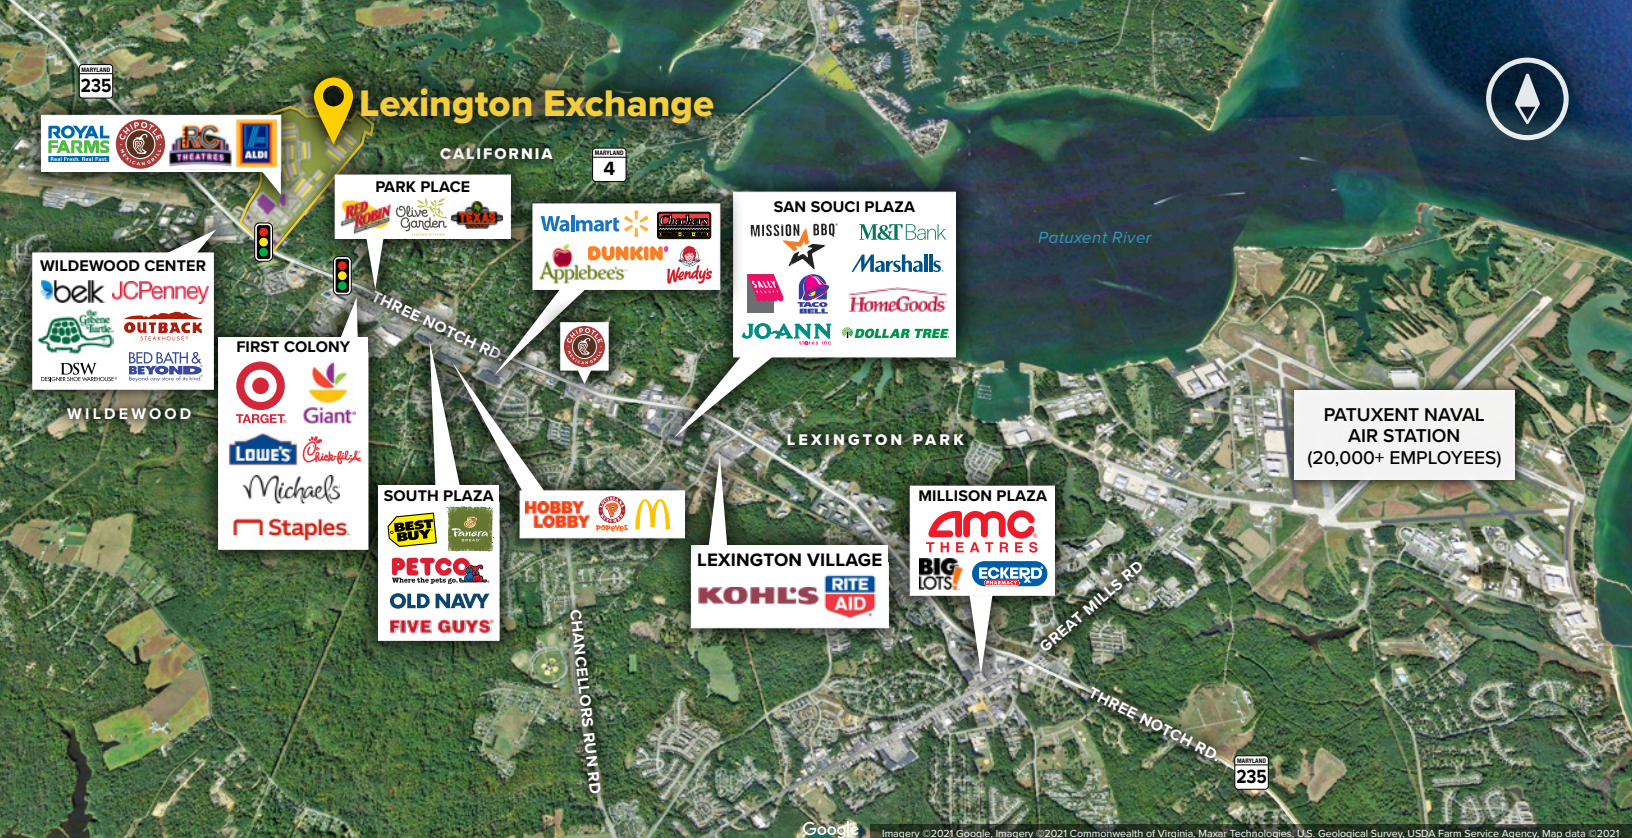 MARYLAND
235
Lexington Exchange
ROYAL
FARMS
Real Fresh. Real Fast.
CHIPOTLE
MEXICAN GRILL
RC
THEATRES
ALDI
CALIFORNIA
MARYLAND
4
PARK PLACE
RED ROBIN
Olive
Garden
TEXAS
Walmart
Checkers
DUNKIN'
Applebee's
Wendy's
SAN SOUCI PLAZA
MISSION BBQ
M&T Bank
Marshalls
SALLY
BEAUTY
TACO
BELL
HomeGoods
JO-ANN
stores inc
DOLLAR TREE
Patuxent River
WILDEWOOD CENTER
belk
JCPenney
the
Greene
Turtle
OUTBACK
STEAKHOUSE
DSW
DESIGNER SHOE WAREHOUSE
BED BATH &
BEYOND
Beyond any store of its kind.
WILDEWOOD
THREE NOTCH RD.
CHIPOTLE
MEXICAN GRILL
FIRST COLONY
TARGET
Giant
LOWE'S
Chick-fil-A
Michaels
Staples
LEXINGTON PARK
PATUXENT NAVAL
AIR STATION
(20,000+ EMPLOYEES)
SOUTH PLAZA
BEST
BUY
Panera
BREAD
PETCO
Where the pets go.
OLD NAVY
FIVE GUYS
HOBBY
LOBBY
POPEYES
LEXINGTON VILLAGE
KOHL'S
RITE
AID
MILLISON PLAZA
amc
THEATRES
BIG
LOTS!
ECKERD
PHARMACY
GREAT MILLS RD
CHANCELLORS RUN RD
THREE NOTCH RD.
MARYLAND
235
Google
Imagery ©2021 Google, Imagery ©2021 Commonwealth of Virginia, Maxar Technologies, U.S. Geological Survey, USDA Farm Service Agency, Map data ©2021